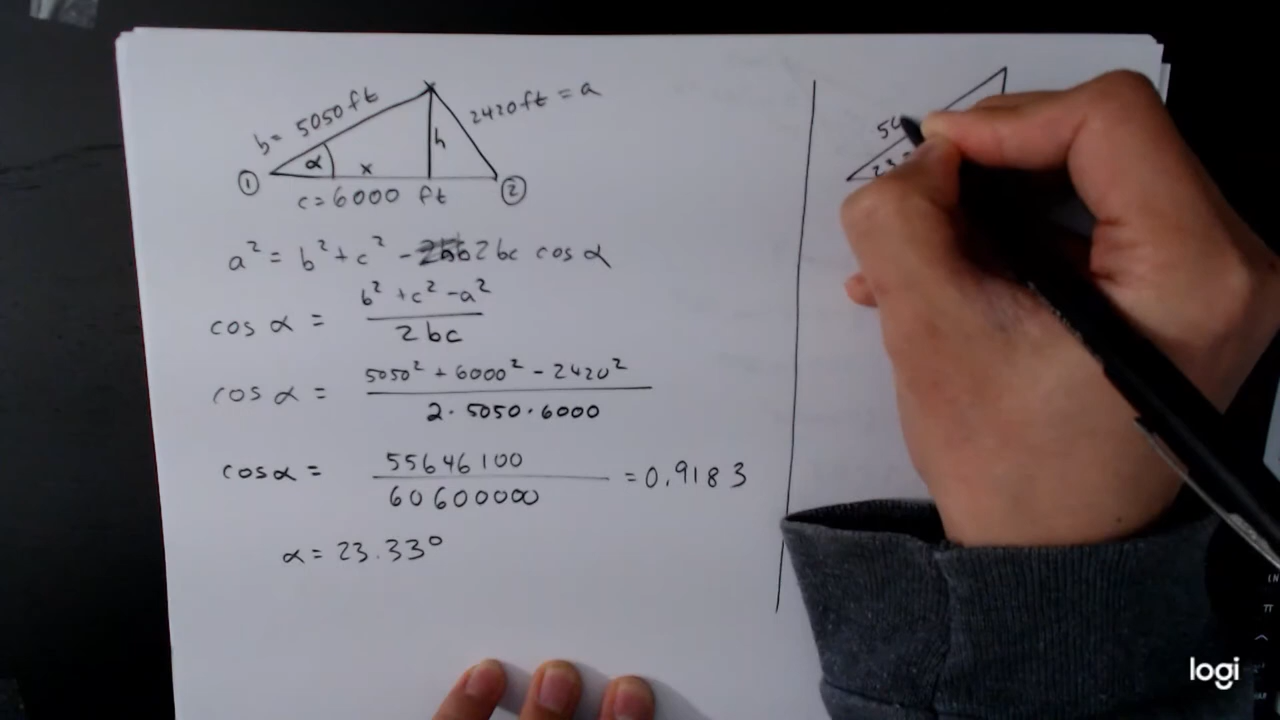 b = 5050 ft
2420 ft = a
h
α
x
①
c = 6000 ft
②
a² = b² + c² - 2bc cos α
cos α = b² + c² - a² / 2bc
cos α = 5050² + 6000² - 2420² / 2 · 5050 · 6000
cos α = 55646100 / 60600000 = 0.9183
α = 23.33°
23
logi